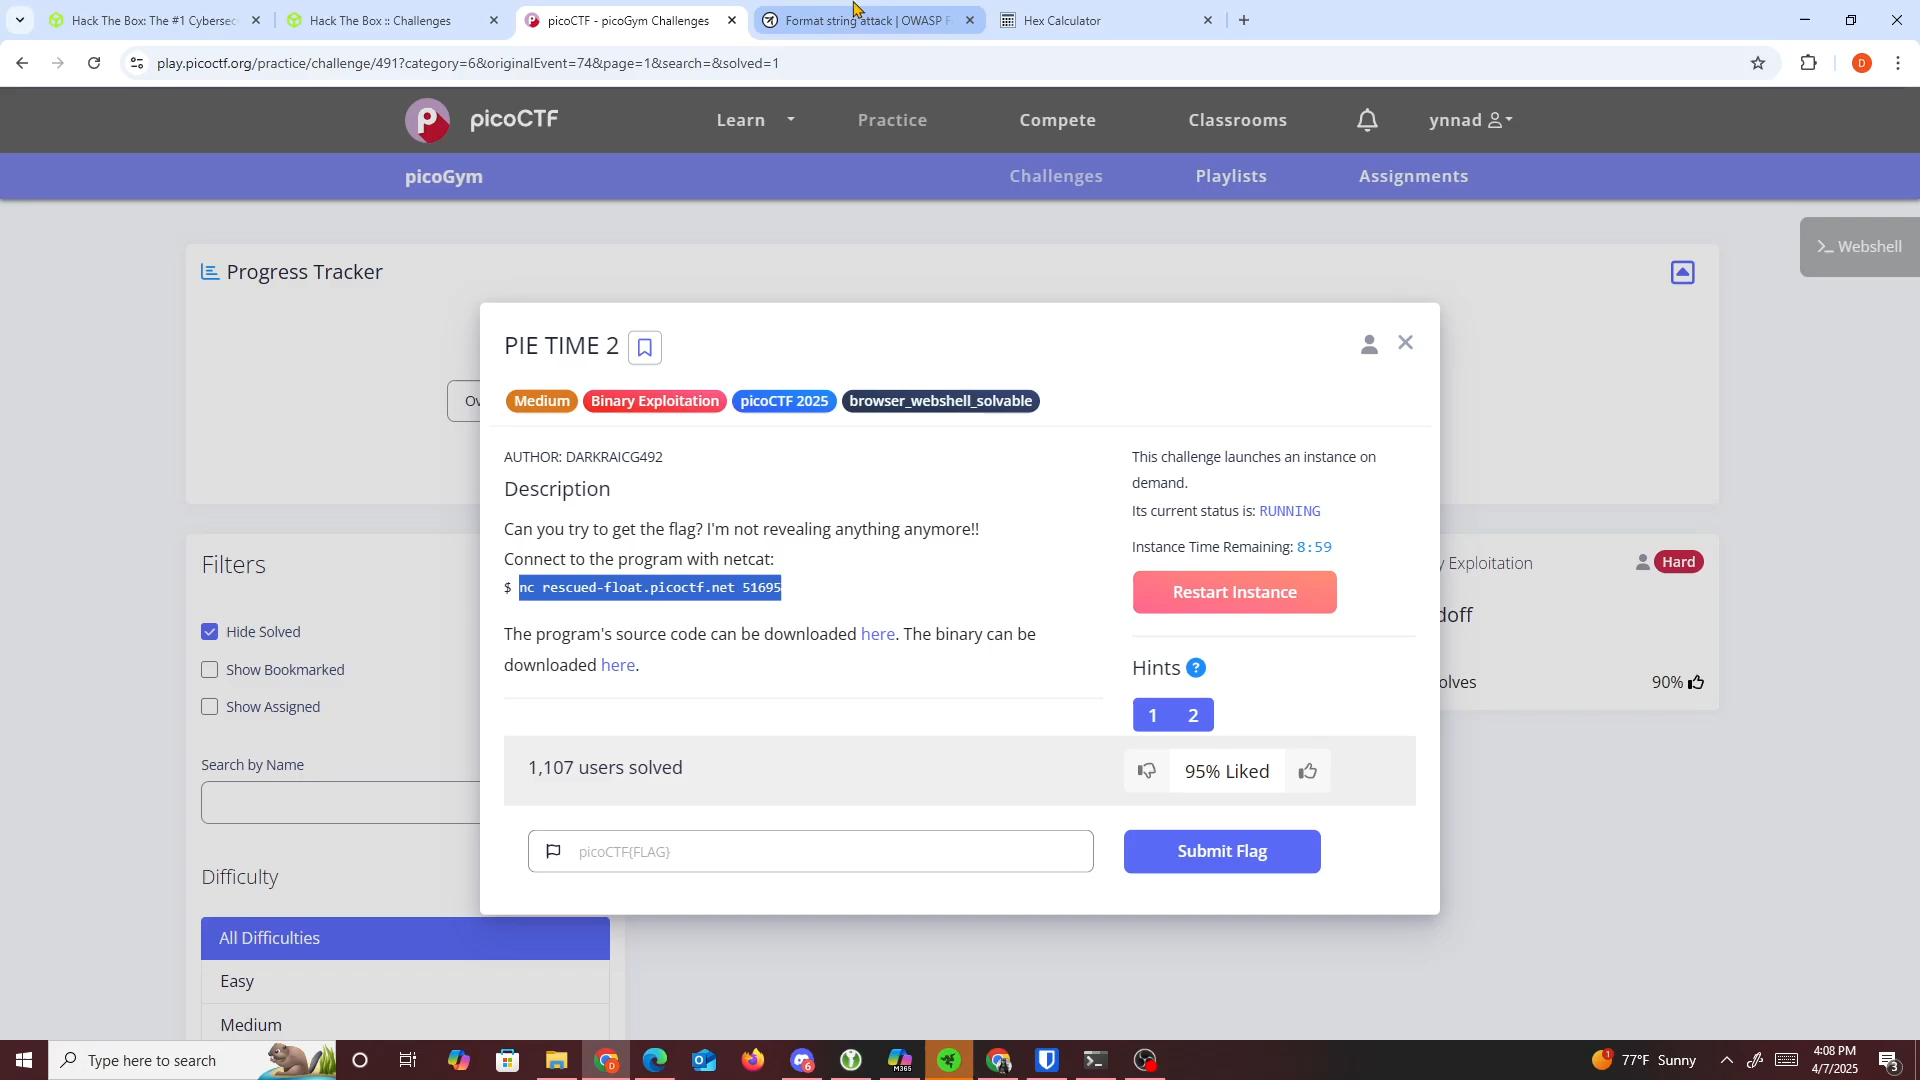 Hack The Box: The #1 Cybersec
Hack The Box :: Challenges
picoCTF - picoGym Challenges
Format string attack | OWASP F
Hex Calculator
play.picoctf.org/practice/challenge/491?category=6&originalEvent=74&page=1&search=&solved=1
D
picoCTF
Learn
Practice
Compete
Classrooms
ynnad
picoGym
Challenges
Playlists
Assignments
Webshell
Progress Tracker
PIE TIME 2
Ov
Medium
Binary Exploitation
picoCTF 2025
browser_webshell_solvable
AUTHOR: DARKRAICG492
Description
Can you try to get the flag? I'm not revealing anything anymore!!
Connect to the program with netcat:
$ nc rescued-float.picoctf.net 51695
The program's source code can be downloaded here. The binary can be
downloaded here.
This challenge launches an instance on
demand.
Its current status is: RUNNING
Instance Time Remaining: 8:59
Restart Instance
Hints ?
1 2
1,107 users solved
95% Liked
picoCTF{FLAG}
Submit Flag
y Exploitation
Hard
doff
olves
90%
Filters
Hide Solved
Show Bookmarked
Show Assigned
Search by Name
Difficulty
All Difficulties
Easy
Medium
Type here to search
M365
77°F Sunny
4:08 PM
4/7/2025
3